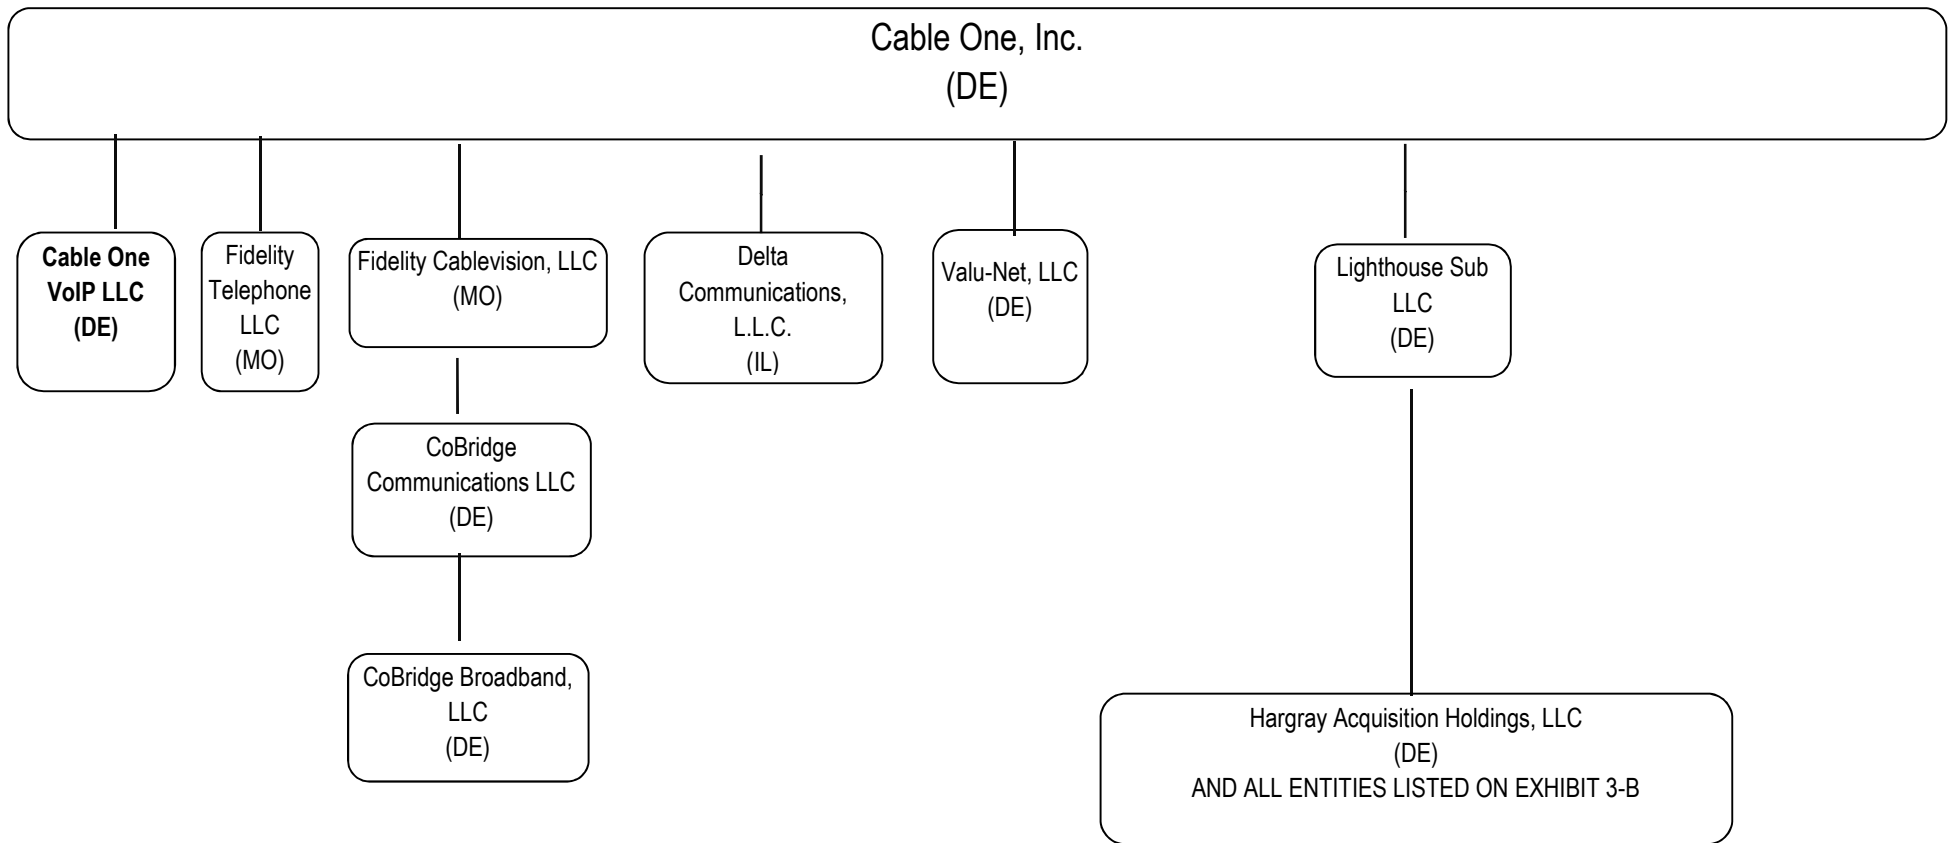 Cable One, Inc.
(DE)
Cable One
VoIP LLC
(DE)
Fidelity
Telephone
LLC
(MO)
Fidelity Cablevision, LLC
(MO)
Delta
Communications,
L.L.C.
(IL)
Valu-Net, LLC
(DE)
Lighthouse Sub
LLC
(DE)
CoBridge
Communications LLC
(DE)
CoBridge Broadband,
LLC
(DE)
Hargray Acquisition Holdings, LLC
(DE)
AND ALL ENTITIES LISTED ON EXHIBIT 3-B